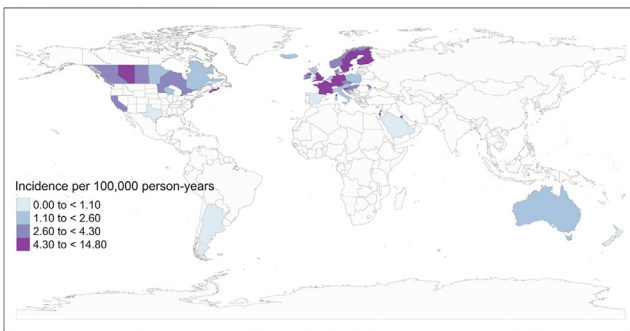 Incidence per 100,000 person-years
0.00 to < 1.10
1.10 to < 2.60
2.60 to < 4.30
4.30 to < 14.80